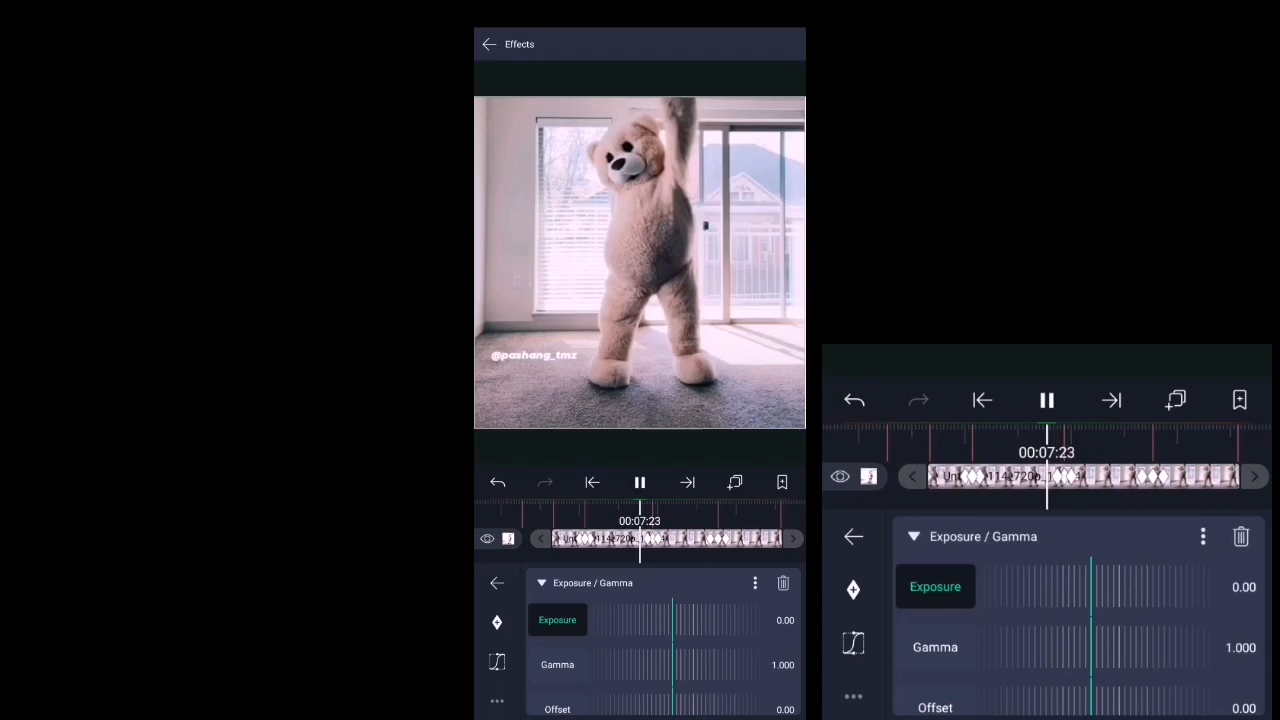 Effects
@pashang_tmz
00:07:23
Exposure / Gamma
Exposure 0.00
Gamma 1.000
Offset 0.00
00:07:23
Exposure / Gamma
Exposure 0.00
Gamma 1.000
Offset 0.00